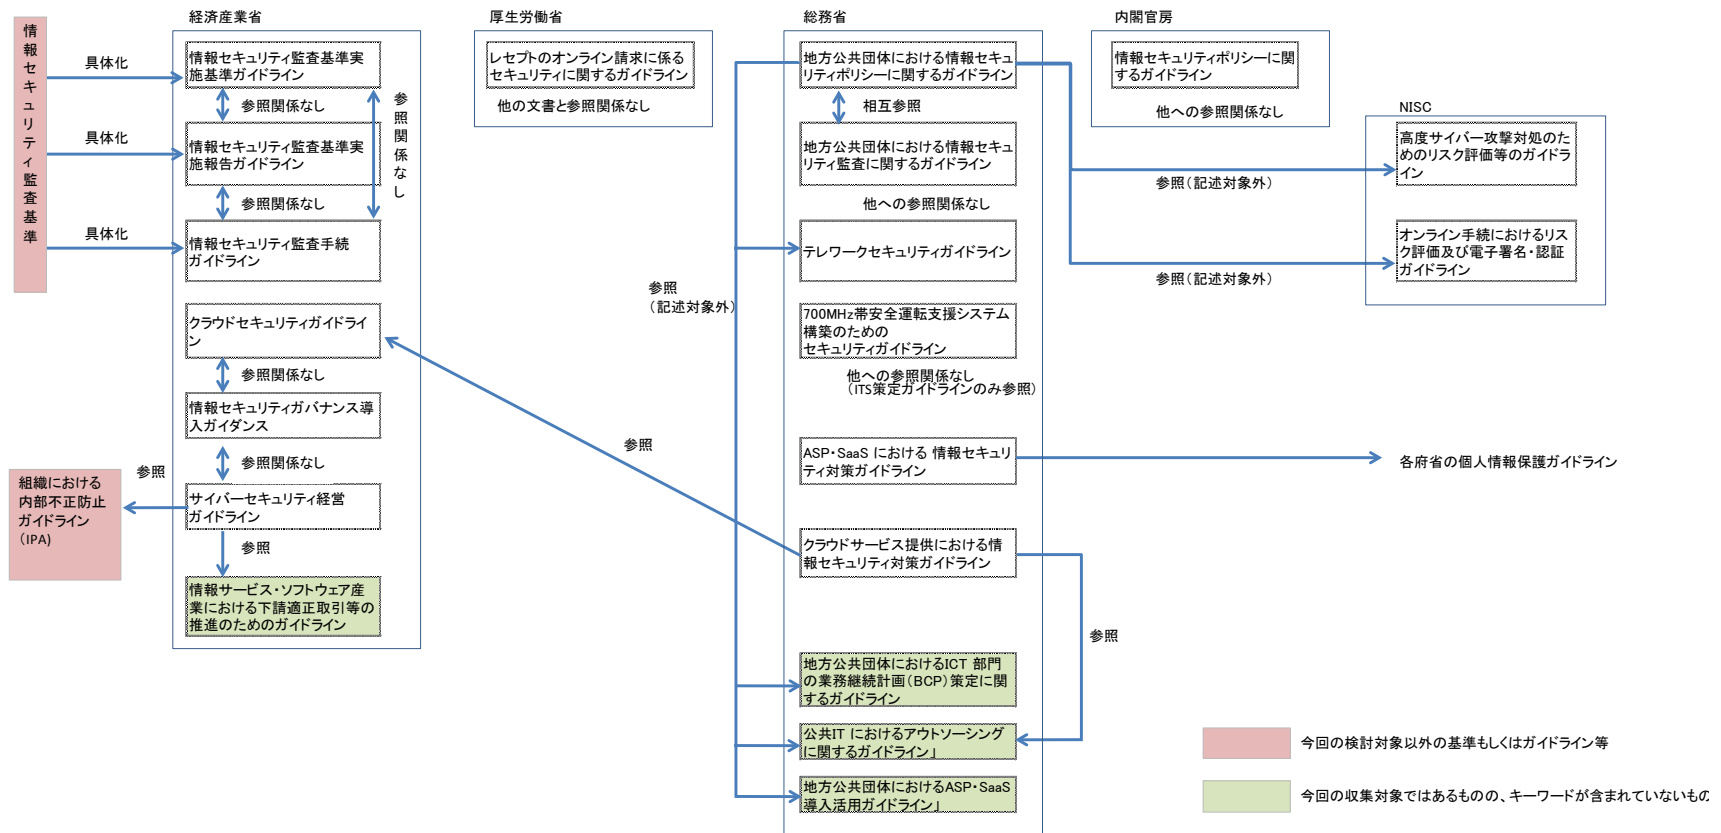 経済産業省
厚生労働省
総務省
内閣官房
情報セキュリティ監査基準
具体化
情報セキュリティ監査基準実
施基準ガイドライン
参照関係なし
参照関係なし
具体化
情報セキュリティ監査基準実
施報告ガイドライン
参照関係なし
具体化
情報セキュリティ監査手続
ガイドライン
クラウドセキュリティガイドライ
ン
参照関係なし
情報セキュリティガバナンス導
入ガイダンス
参照関係なし
参照
組織における
内部不正防止
ガイドライン
(IPA)
サイバーセキュリティ経営
ガイドライン
参照
情報サービス・ソフトウェア産
業における下請適正取引等の
推進のためのガイドライン
レセプトのオンライン請求に係る
セキュリティに関するガイドライン
他の文書と参照関係なし
地方公共団体における情報セキュ
リティポリシーに関するガイドライン
相互参照
地方公共団体における情報セキュ
リティ監査に関するガイドライン
他への参照関係なし
テレワークセキュリティガイドライン
参照
(記述対象外)
700MHz帯安全運転支援システム
構築のための
セキュリティガイドライン
他への参照関係なし
(ITS策定ガイドラインのみ参照)
参照
ASP・SaaS における 情報セキュリ
ティ対策ガイドライン
各府省の個人情報保護ガイドライン
クラウドサービス提供における情
報セキュリティ対策ガイドライン
参照
地方公共団体におけるICT 部門
の業務継続計画(BCP)策定に関
するガイドライン
公共IT におけるアウトソーシング
に関するガイドライン」
地方公共団体におけるASP・SaaS
導入活用ガイドライン」
情報セキュリティポリシーに関
するガイドライン
他への参照関係なし
NISC
高度サイバー攻撃対処のた
めのリスク評価等のガイドラ
イン
参照(記述対象外)
オンライン手続におけるリス
ク評価及び電子署名・認証
ガイドライン
参照(記述対象外)
今回の検討対象以外の基準もしくはガイドライン等
今回の収集対象ではあるものの、キーワードが含まれていないもの